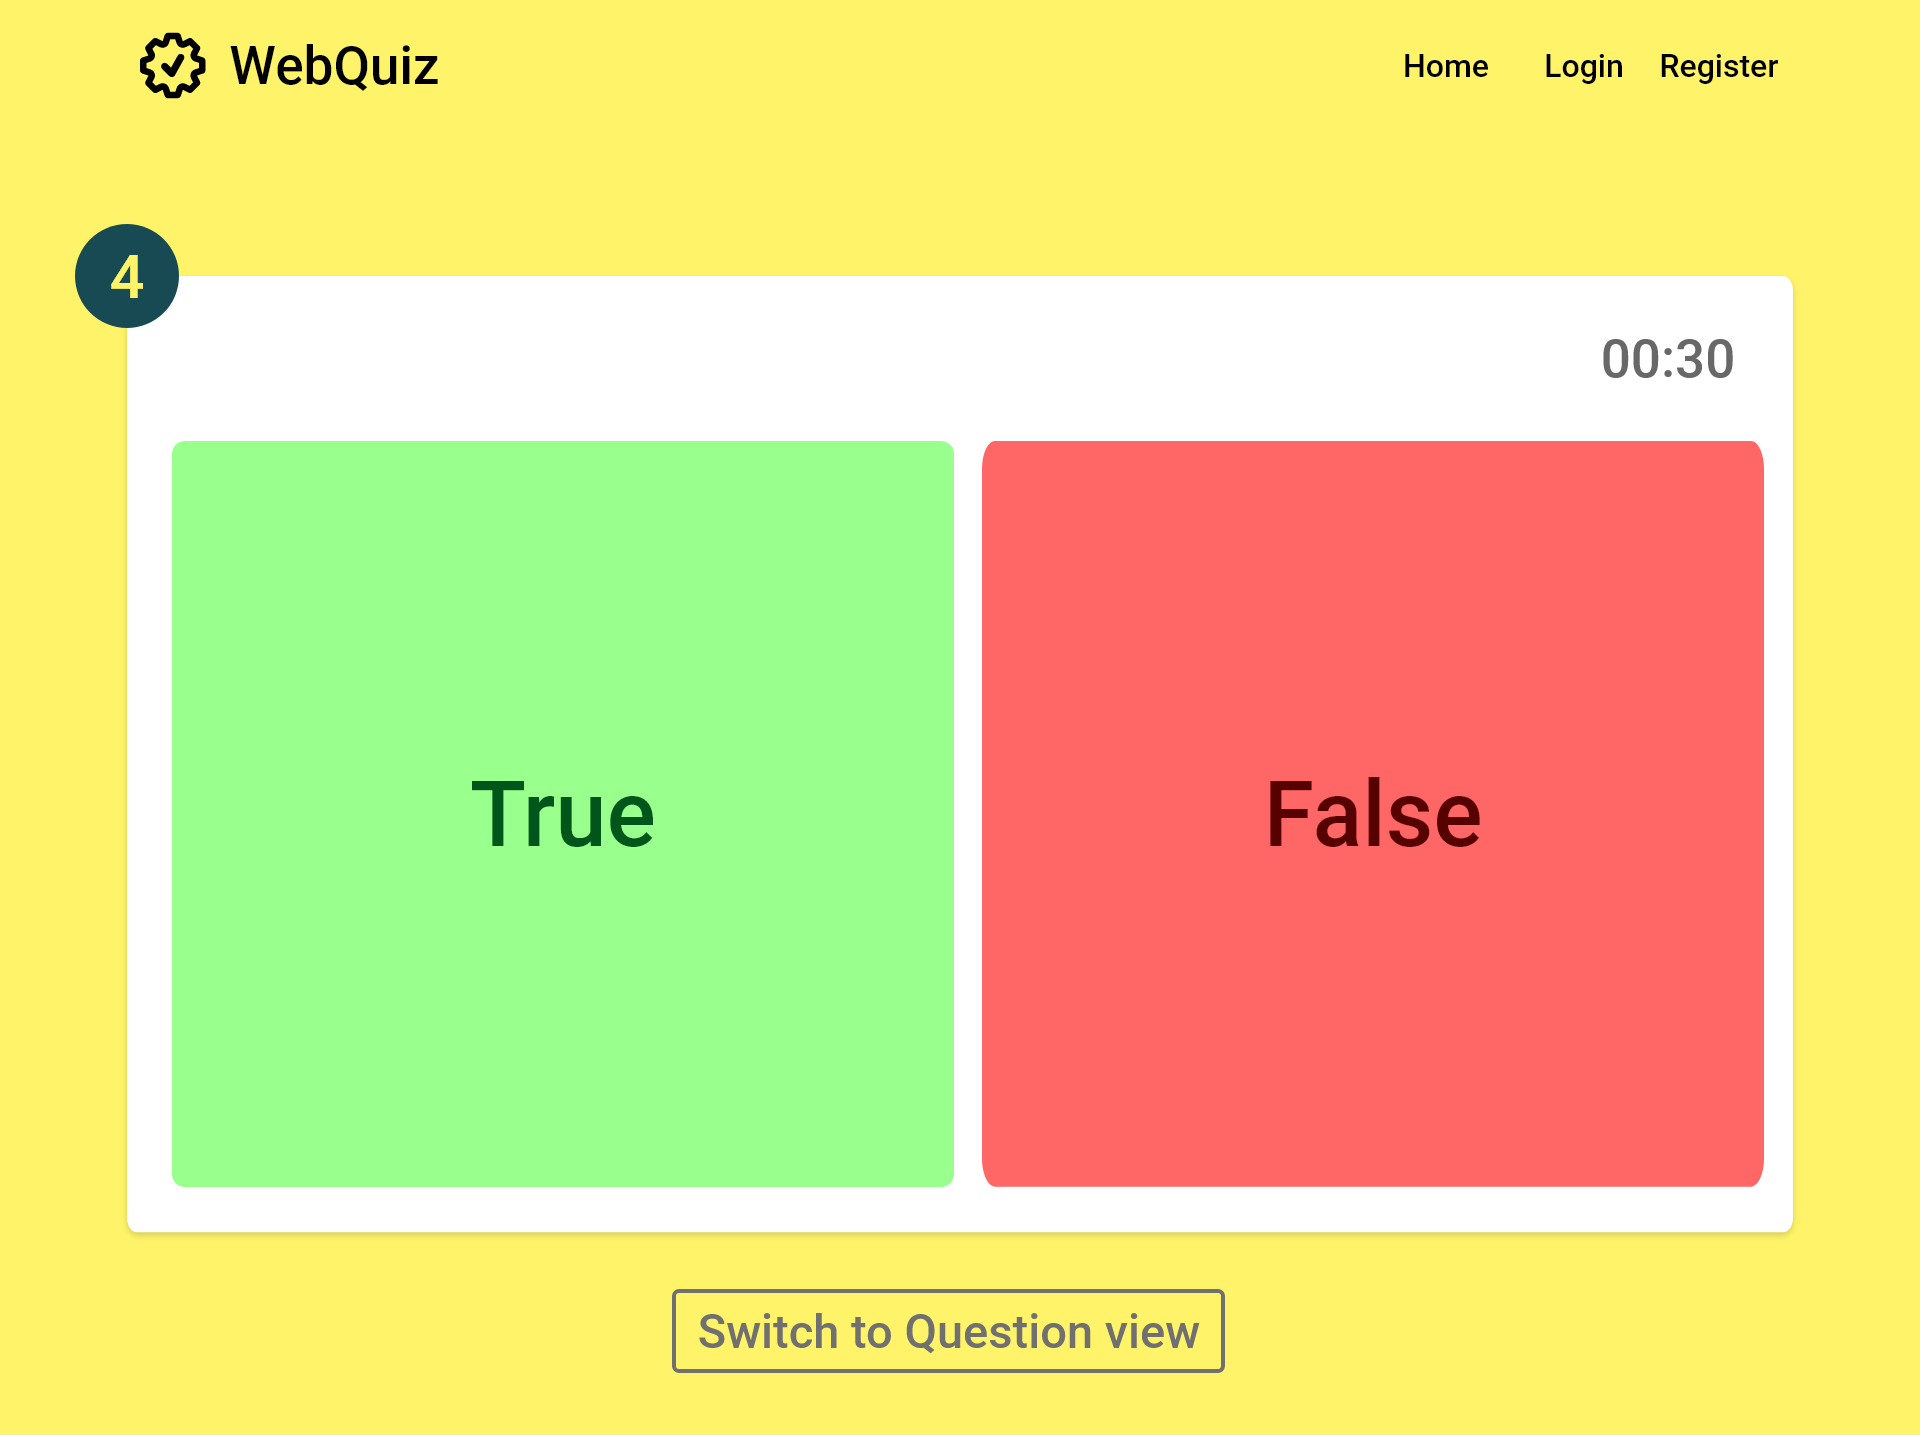 WebQuiz
Home Login Register
4
00:30
True
False
Switch to Question view